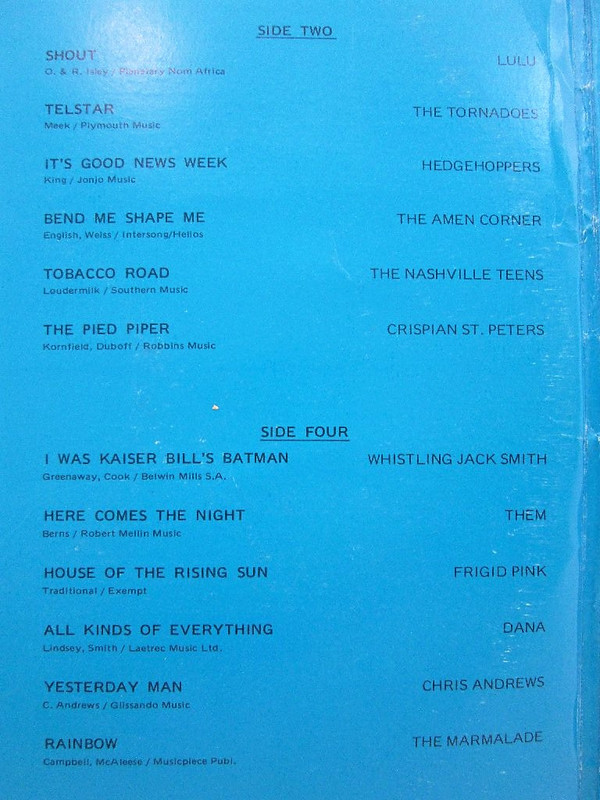 SIDE TWO
SHOUT LULU
O. & R. Isley / Planetary Nom Africa
TELSTAR THE TORNADOES
Meek / Plymouth Music
IT'S GOOD NEWS WEEK HEDGEHOPPERS
King / Jonjo Music
BEND ME SHAPE ME THE AMEN CORNER
English, Weiss / Intersong/Helios
TOBACCO ROAD THE NASHVILLE TEENS
Loudermilk / Southern Music
THE PIED PIPER CRISPIAN ST. PETERS
Kornfield, Duboff / Robbins Music
SIDE FOUR
I WAS KAISER BILL'S BATMAN WHISTLING JACK SMITH
Greenaway, Cook / Belwin Mills S.A.
HERE COMES THE NIGHT THEM
Berns / Robert Mellin Music
HOUSE OF THE RISING SUN FRIGID PINK
Traditional / Exempt
ALL KINDS OF EVERYTHING DANA
Lindsey, Smith / Laetrec Music Ltd.
YESTERDAY MAN CHRIS ANDREWS
C. Andrews / Glissando Music
RAINBOW THE MARMALADE
Campbell, McAleese / Musicpiece Publ.